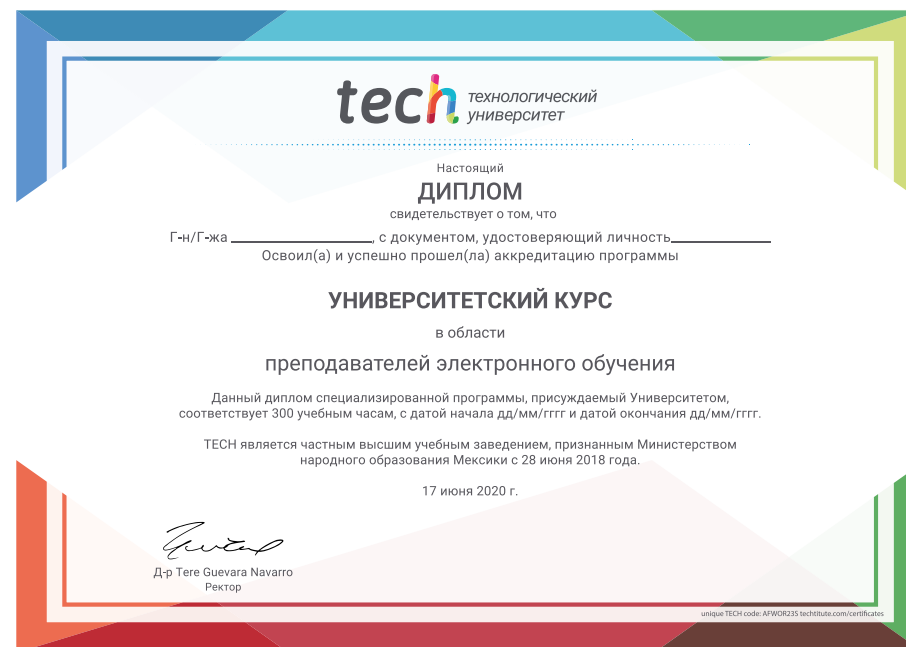 tech технологический
университет
Настоящий
ДИПЛОМ
свидетельствует о том, что
Г-н/Г-жа ____________________, с документом, удостоверяющий личность______________
Освоил(а) и успешно прошел(ла) аккредитацию программы
УНИВЕРСИТЕТСКИЙ КУРС
в области
преподавателей электронного обучения
Данный диплом специализированной программы, присуждаемый Университетом,
соответствует 300 учебным часам, с датой начала дд/мм/гггг и датой окончания дд/мм/гггг.
TECH является частным высшим учебным заведением, признанным Министерством
народного образования Мексики с 28 июня 2018 года.
17 июня 2020 г.
Д-р Tere Guevara Navarro
Ректор
unique TECH code: AFWOR23S techtitute.com/certificates